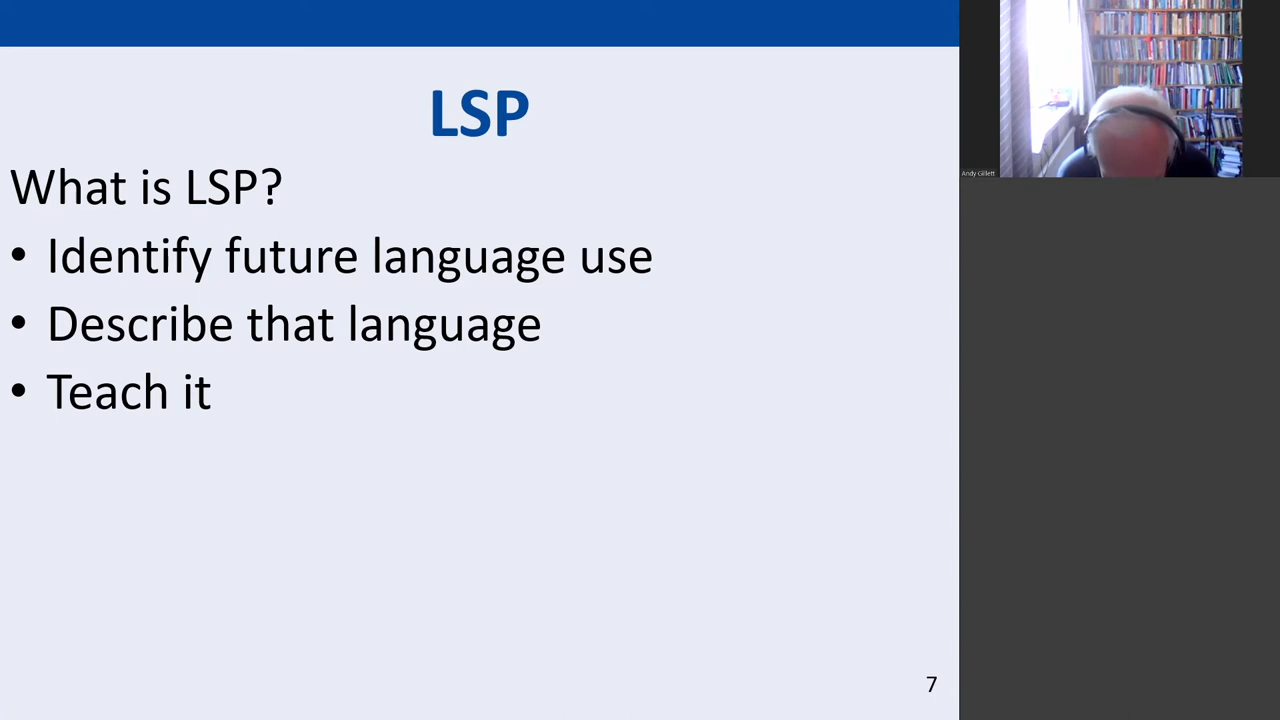 LSP
What is LSP?
• Identify future language use
• Describe that language
• Teach it
7
Andy Gillett